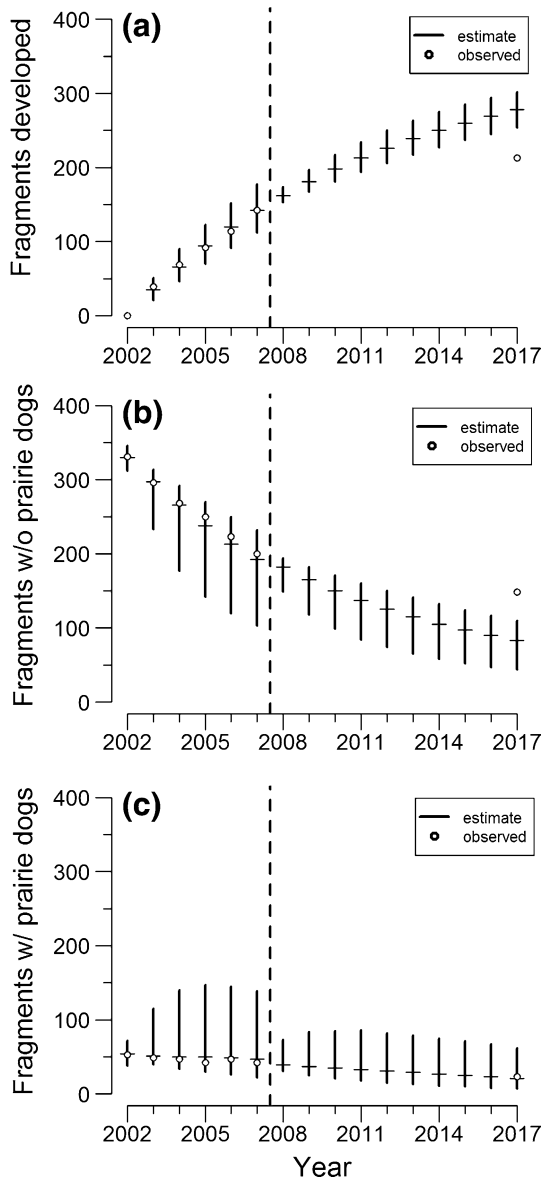 (a)
Fragments developed
400
300
200
100
0
estimate
observed
2002 2005 2008 2011 2014 2017
(b)
Fragments w/o prairie dogs
400
300
200
100
0
estimate
observed
2002 2005 2008 2011 2014 2017
(c)
Fragments w/ prairie dogs
400
300
200
100
0
estimate
observed
2002 2005 2008 2011 2014 2017
Year